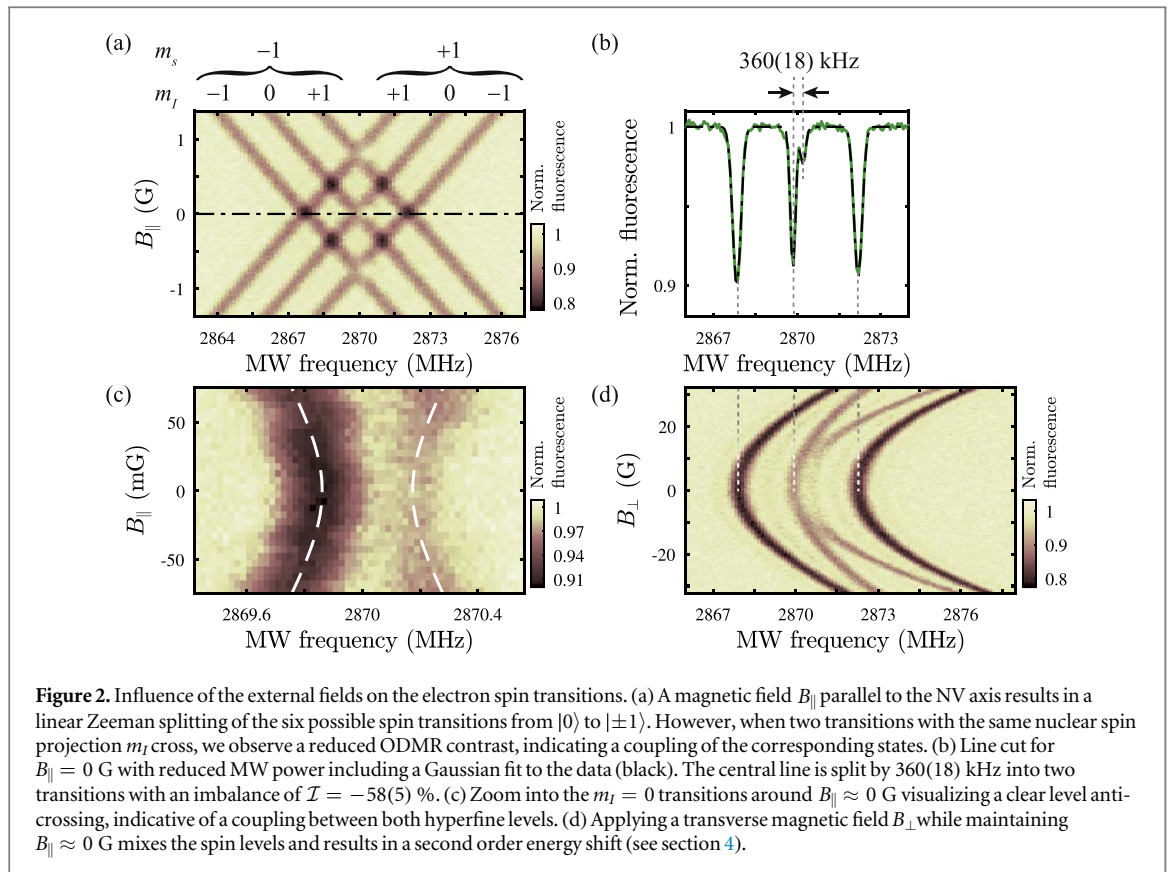 (a)
m_s −1 +1
m_I −1 0 +1 +1 0 −1
B_∥ (G)
1
0
-1
2864 2867 2870 2873 2876
MW frequency (MHz)
Norm.
fluorescence
1
0.9
0.8
(b)
360(18) kHz
Norm. fluorescence
1
0.9
2867 2870 2873
MW frequency (MHz)
(c)
B_∥ (mG)
50
0
-50
2869.6 2870 2870.4
MW frequency (MHz)
Norm.
fluorescence
1
0.97
0.94
0.91
(d)
B_⊥ (G)
20
0
-20
2867 2870 2873 2876
MW frequency (MHz)
Norm.
fluorescence
1
0.9
0.8
Figure 2. Influence of the external fields on the electron spin transitions. (a) A magnetic field B_∥ parallel to the NV axis results in a
linear Zeeman splitting of the six possible spin transitions from |0⟩ to |±1⟩. However, when two transitions with the same nuclear spin
projection m_I cross, we observe a reduced ODMR contrast, indicating a coupling of the corresponding states. (b) Line cut for
B_∥ = 0 G with reduced MW power including a Gaussian fit to the data (black). The central line is split by 360(18) kHz into two
transitions with an imbalance of ℐ = −58(5) %. (c) Zoom into the m_I = 0 transitions around B_∥ ≈ 0 G visualizing a clear level anti-
crossing, indicative of a coupling between both hyperfine levels. (d) Applying a transverse magnetic field B_⊥ while maintaining
B_∥ ≈ 0 G mixes the spin levels and results in a second order energy shift (see section 4).